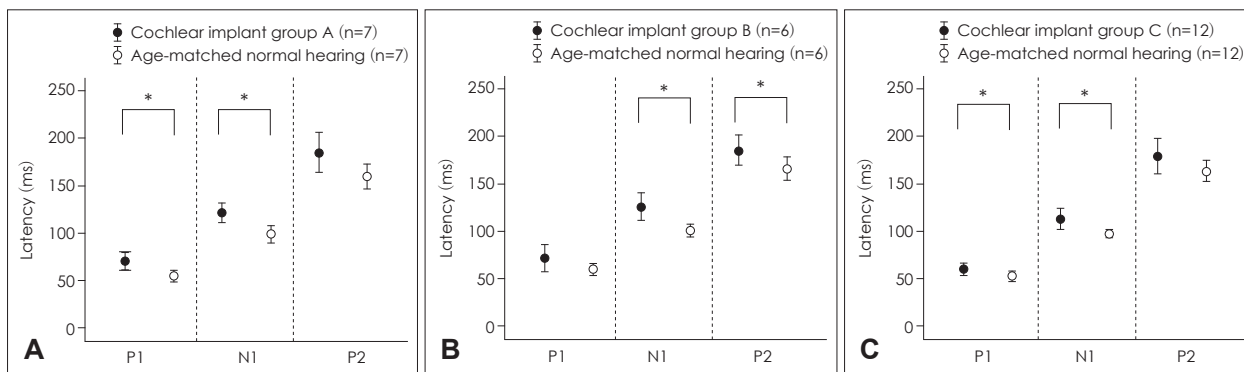 Cochlear implant group A (n=7)
Age-matched normal hearing (n=7)
250
200
150
100
50
0
Latency (ms)
*
*
A
P1
N1
P2
Cochlear implant group B (n=6)
Age-matched normal hearing (n=6)
250
200
150
100
50
0
Latency (ms)
*
*
B
P1
N1
P2
Cochlear implant group C (n=12)
Age-matched normal hearing (n=12)
250
200
150
100
50
0
Latency (ms)
*
*
C
P1
N1
P2